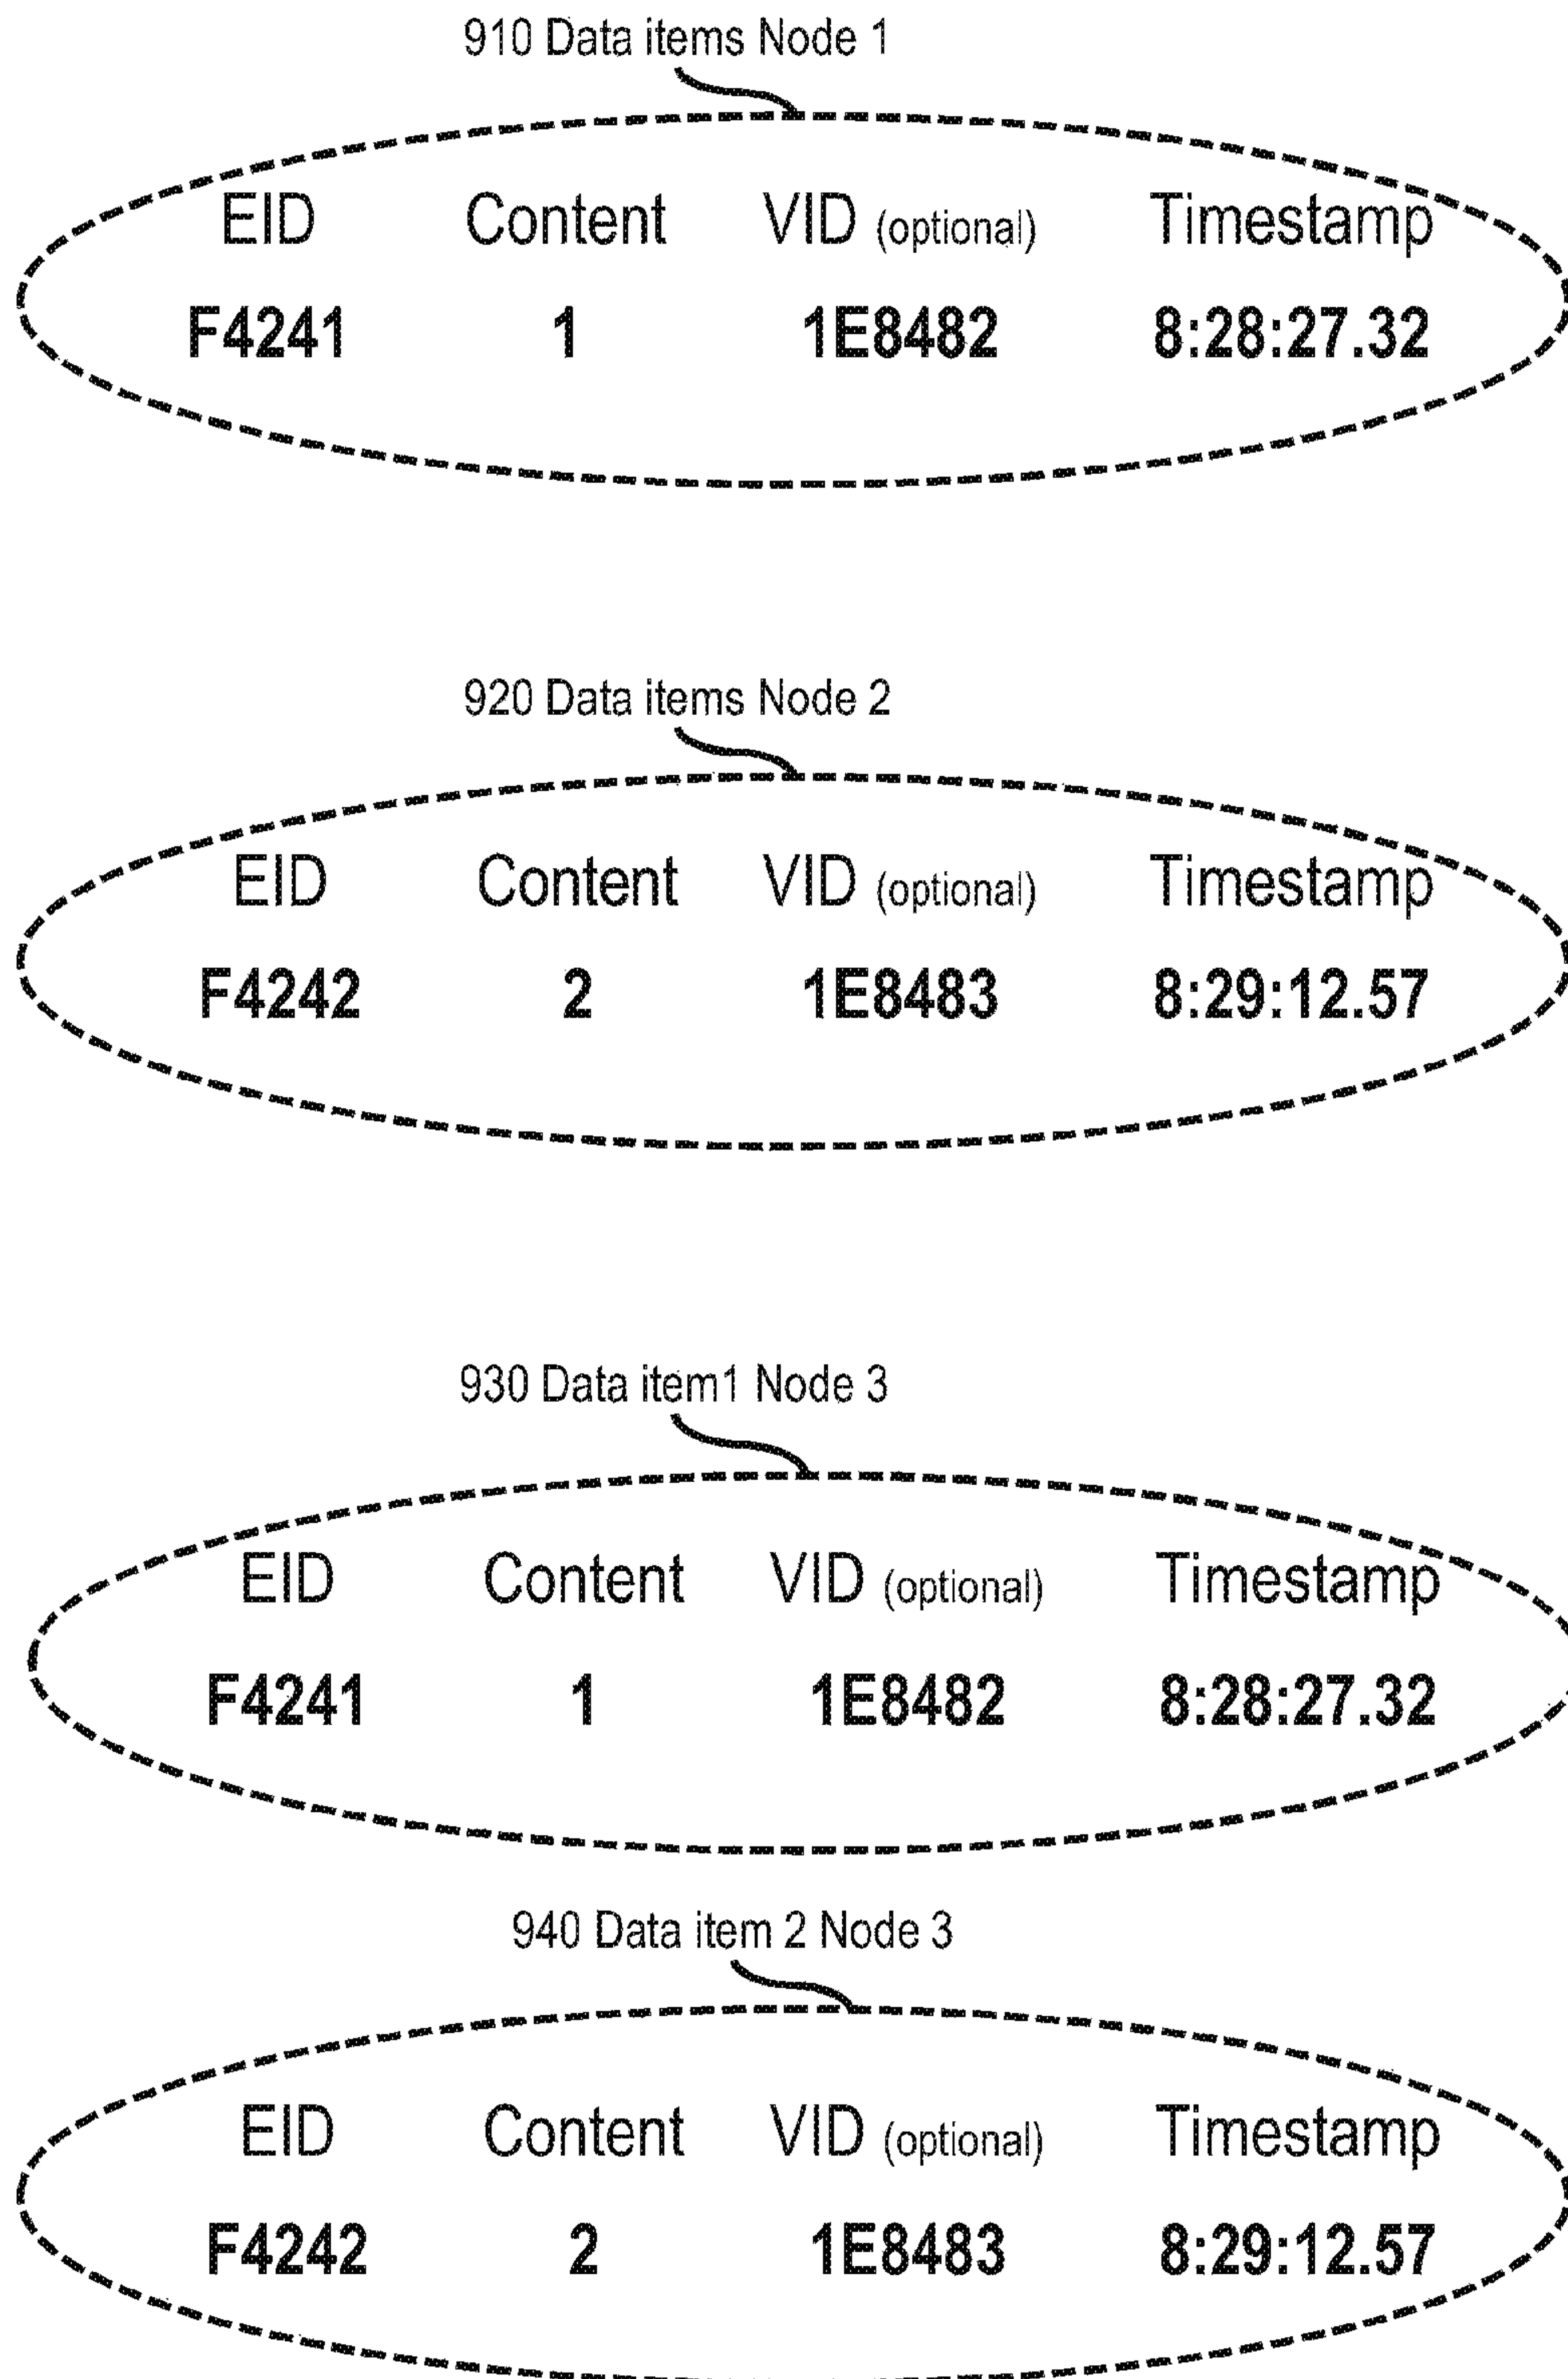 910 Data items Node 1
EID Content VID (optional) Timestamp
F4241 1 1E8482 8:28:27.32
920 Data items Node 2
EID Content VID (optional) Timestamp
F4242 2 1E8483 8:29:12.57
930 Data item1 Node 3
EID Content VID (optional) Timestamp
F4241 1 1E8482 8:28:27.32
940 Data item 2 Node 3
EID Content VID (optional) Timestamp
F4242 2 1E8483 8:29:12.57